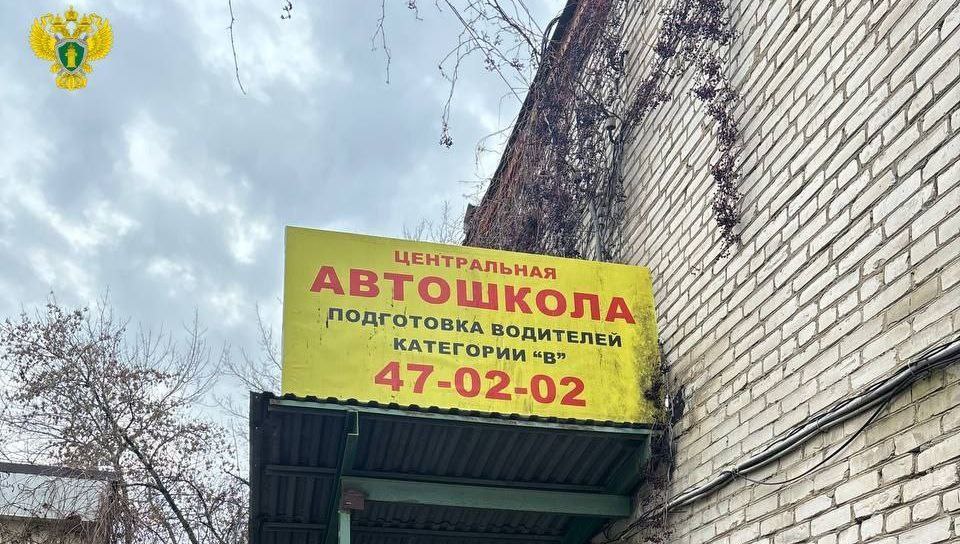 ЦЕНТРАЛЬНАЯ
АВТОШКОЛА
ПОДГОТОВКА ВОДИТЕЛЕЙ
КАТЕГОРИИ “В”
47-02-02